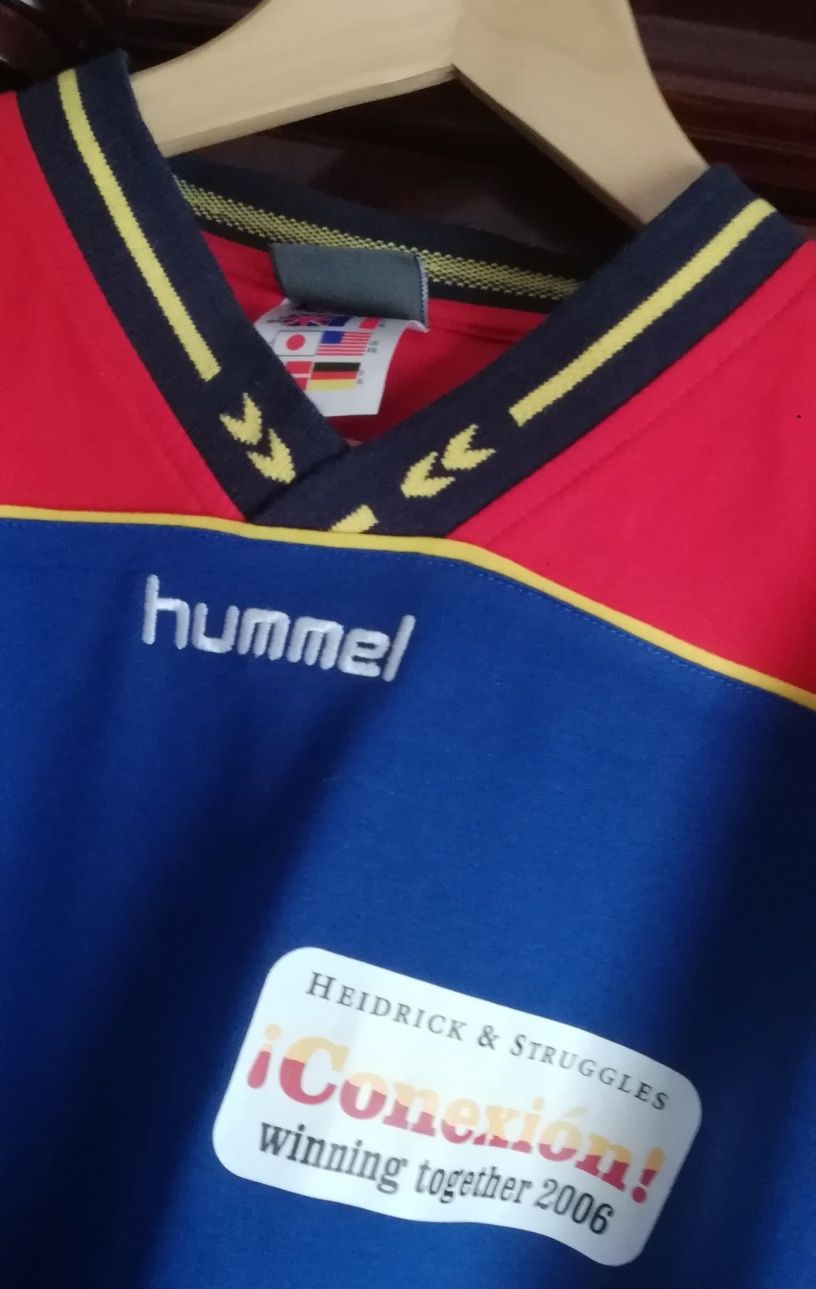 hummel
HEIDRICK & STRUGGLES
¡Conexión!
winning together 2006